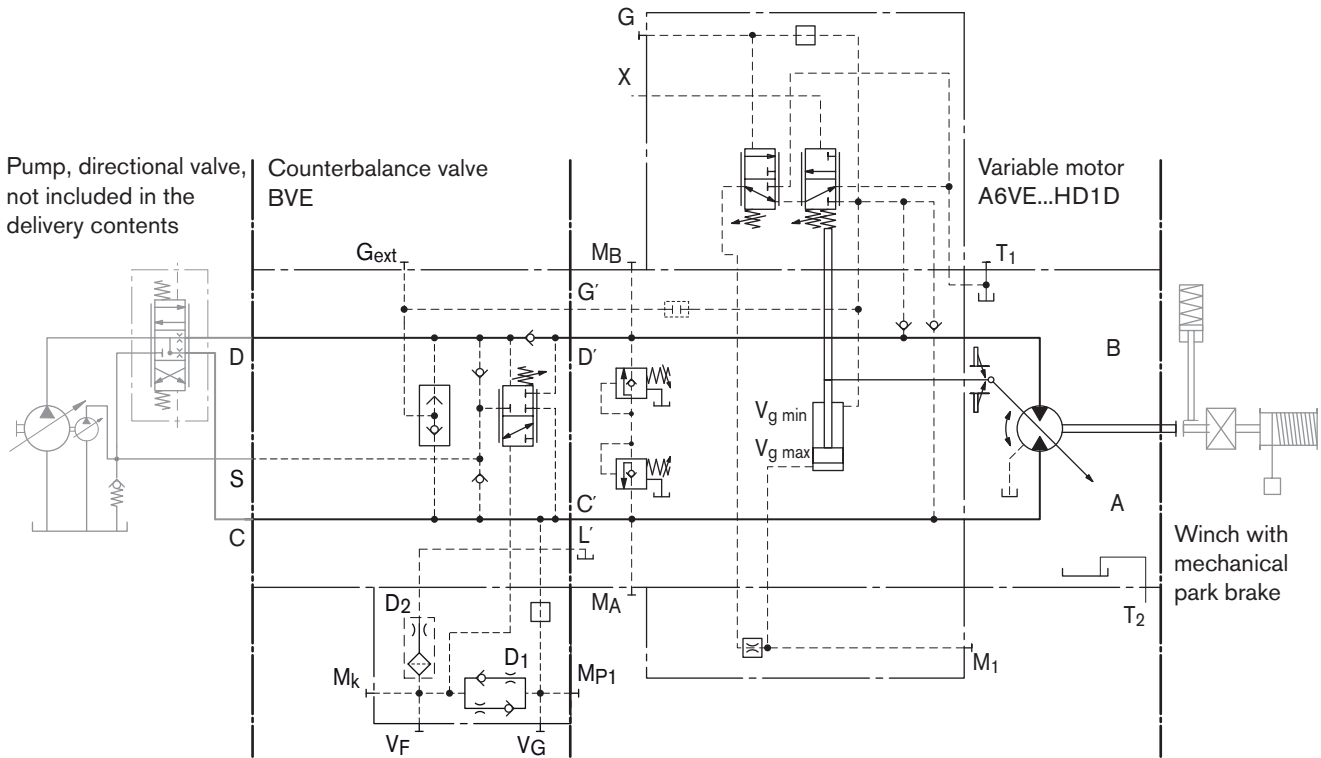 G
X
Pump, directional valve,
not included in the
delivery contents
Counterbalance valve
BVE
Variable motor
A6VE...HD1D
Gext
MB
T1
G'
D
D'
B
Vg min
Vg max
S
C'
A
C
L'
Winch with
mechanical
park brake
D2
MA
T2
D1
Mk
MP1
M1
VF
VG